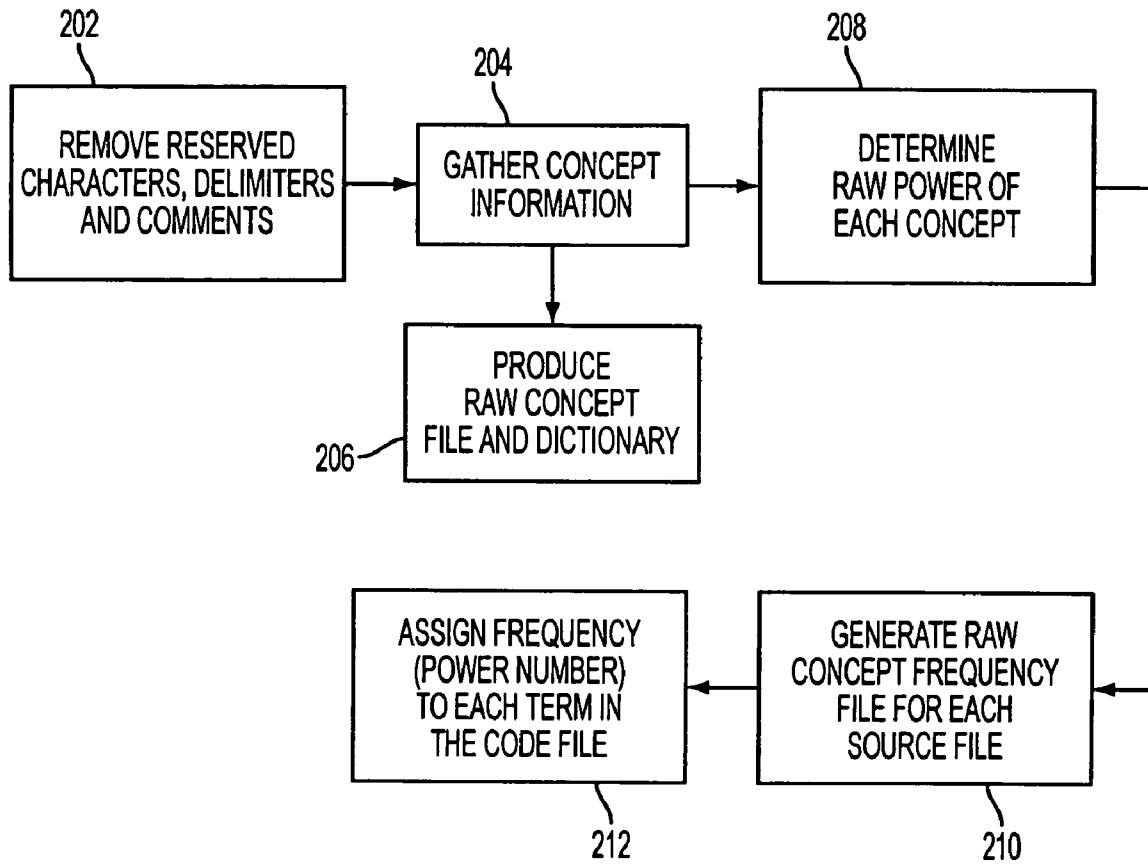 202
REMOVE RESERVED
CHARACTERS, DELIMITERS
AND COMMENTS
204
GATHER CONCEPT
INFORMATION
208
DETERMINE
RAW POWER OF
EACH CONCEPT
PRODUCE
RAW CONCEPT
FILE AND DICTIONARY
206
ASSIGN FREQUENCY
(POWER NUMBER)
TO EACH TERM IN
THE CODE FILE
212
GENERATE RAW
CONCEPT FREQUENCY
FILE FOR EACH
SOURCE FILE
210